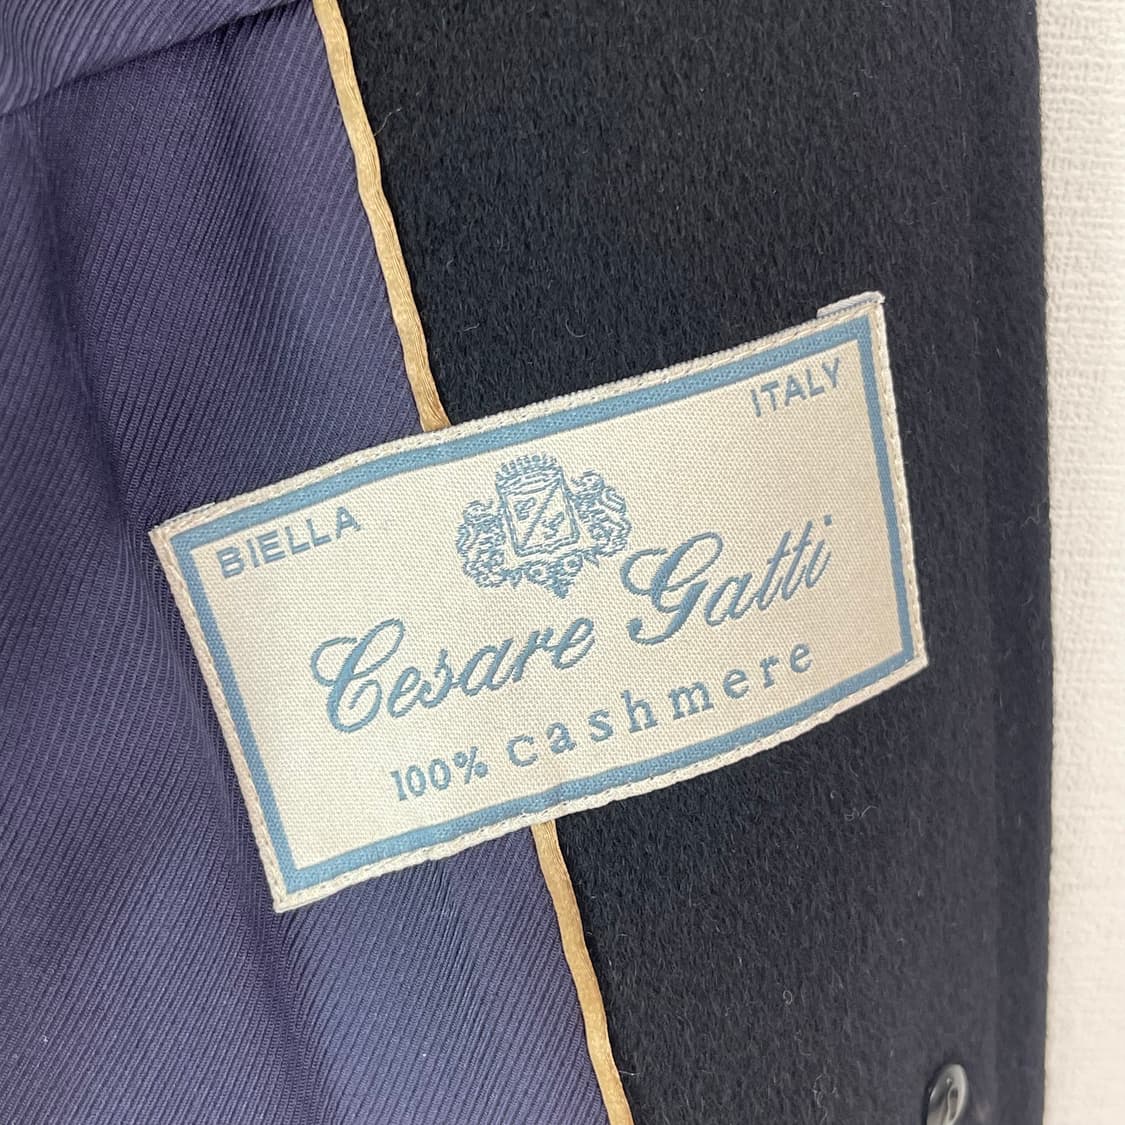 BIELLA
ITALY
Cesare Gatti
100% cashmere